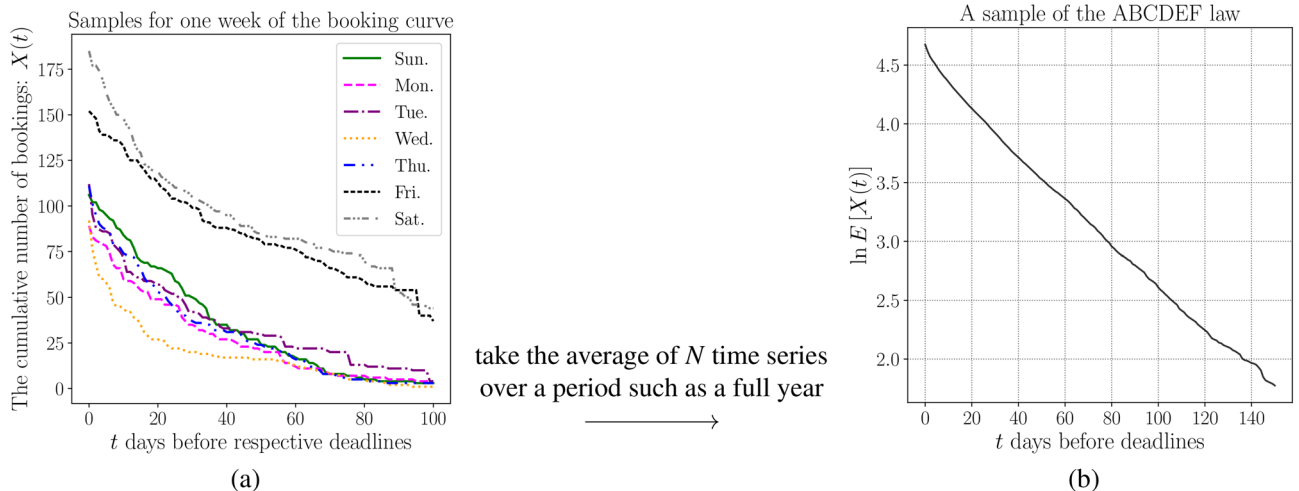 Samples for one week of the booking curve
The cumulative number of bookings: X(t)
175
150
125
100
75
50
25
0
Sun.
Mon.
Tue.
Wed.
Thu.
Fri.
Sat.
0 20 40 60 80 100
t days before respective deadlines
(a)
take the average of N time series
over a period such as a full year
A sample of the ABCDEF law
ln E [X(t)]
4.5
4.0
3.5
3.0
2.5
2.0
0 20 40 60 80 100 120 140
t days before deadlines
(b)